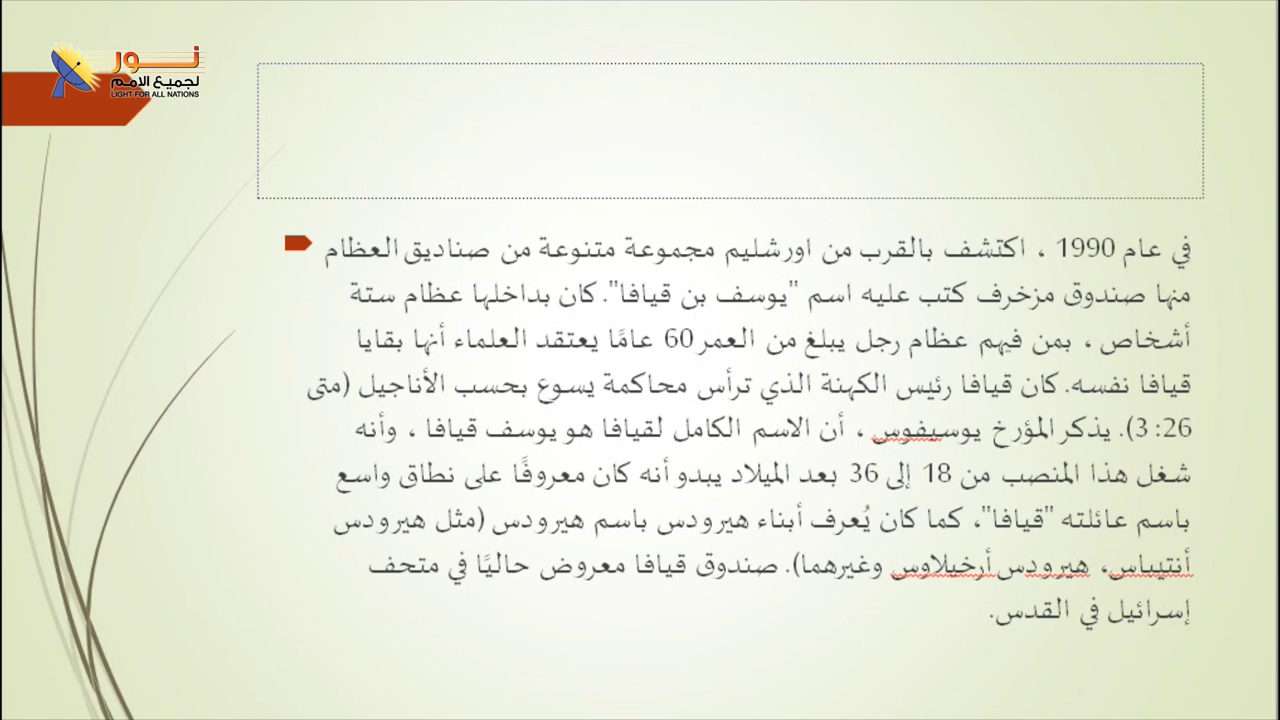 نور
لجميع الامم
LIGHT FOR ALL NATIONS
في عام 1990 ، اكتشف بالقرب من اورشليم مجموعة متنوعة من صناديق العظام
منها صندوق مزخرف كتب عليه اسم "يوسف بن قيافا". كان بداخلها عظام ستة
أشخاص ، بمن فيهم عظام رجل يبلغ من العمر 60 عامًا يعتقد العلماء أنها بقايا
قيافا نفسه. كان قيافا رئيس الكهنة الذي ترأس محاكمة يسوع بحسب الأناجيل (متى
26: 3). يذكر المؤرخ يوسيفوس ، أن الاسم الكامل لقيافا هو يوسف قيافا ، وأنه
شغل هذا المنصب من 18 إلى 36 بعد الميلاد يبدو أنه كان معروفًا على نطاق واسع
باسم عائلته "قيافا"، كما كان يُعرف أبناء هيرودس باسم هيرودس (مثل هيرودس
أنتيباس، هيرودس أرخيلاوس وغيرهما). صندوق قيافا معروض حاليًا في متحف
إسرائيل في القدس.